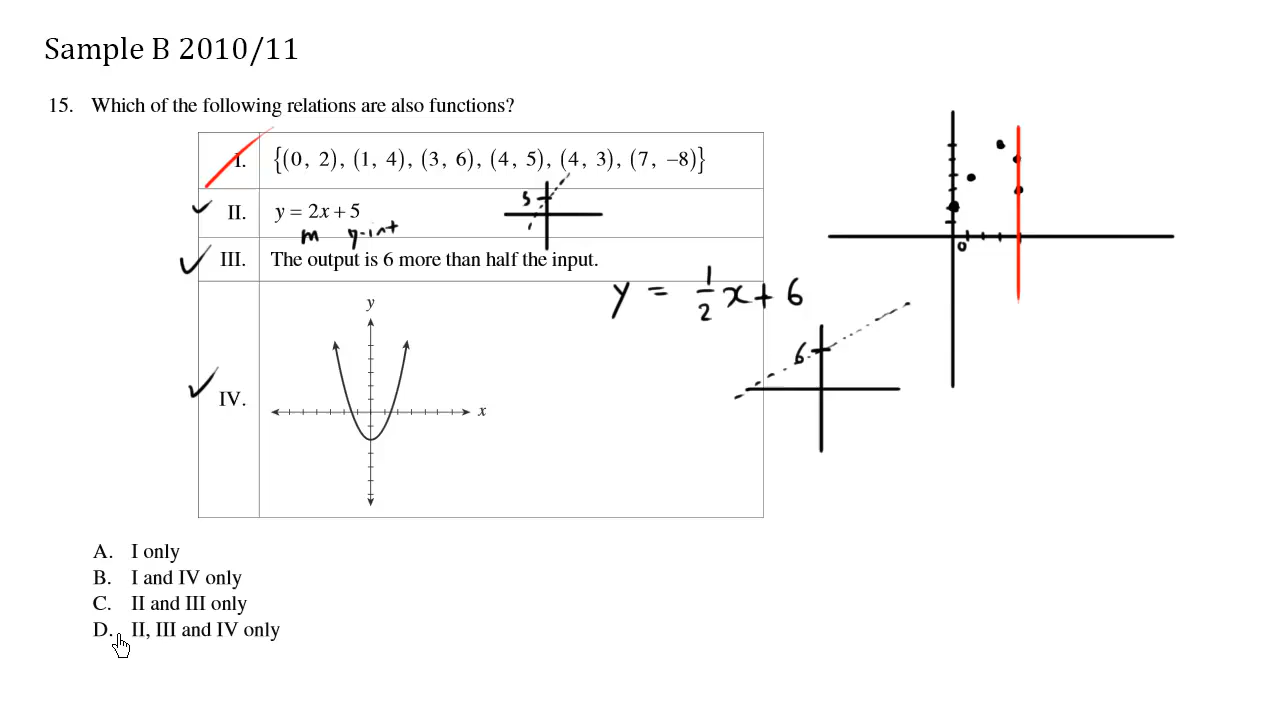 Sample B 2010/11
15. Which of the following relations are also functions?
I. {(0, 2), (1, 4), (3, 6), (4, 5), (4, 3), (7, −8)}
II. y = 2x + 5
5
m y-int
III. The output is 6 more than half the input.
0
y = 1/2 x + 6
6
y
IV.
x
A. I only
B. I and IV only
C. II and III only
D. II, III and IV only